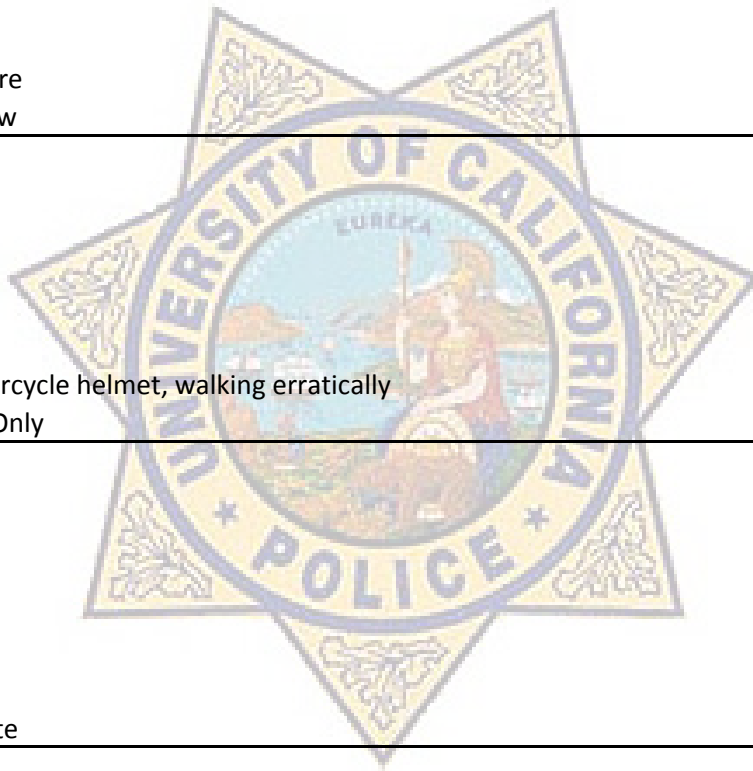 re
w
UNIVERSITY OF CALIFORNIA
EUREKA
rcycle helmet, walking erratically
Only
POLICE
te